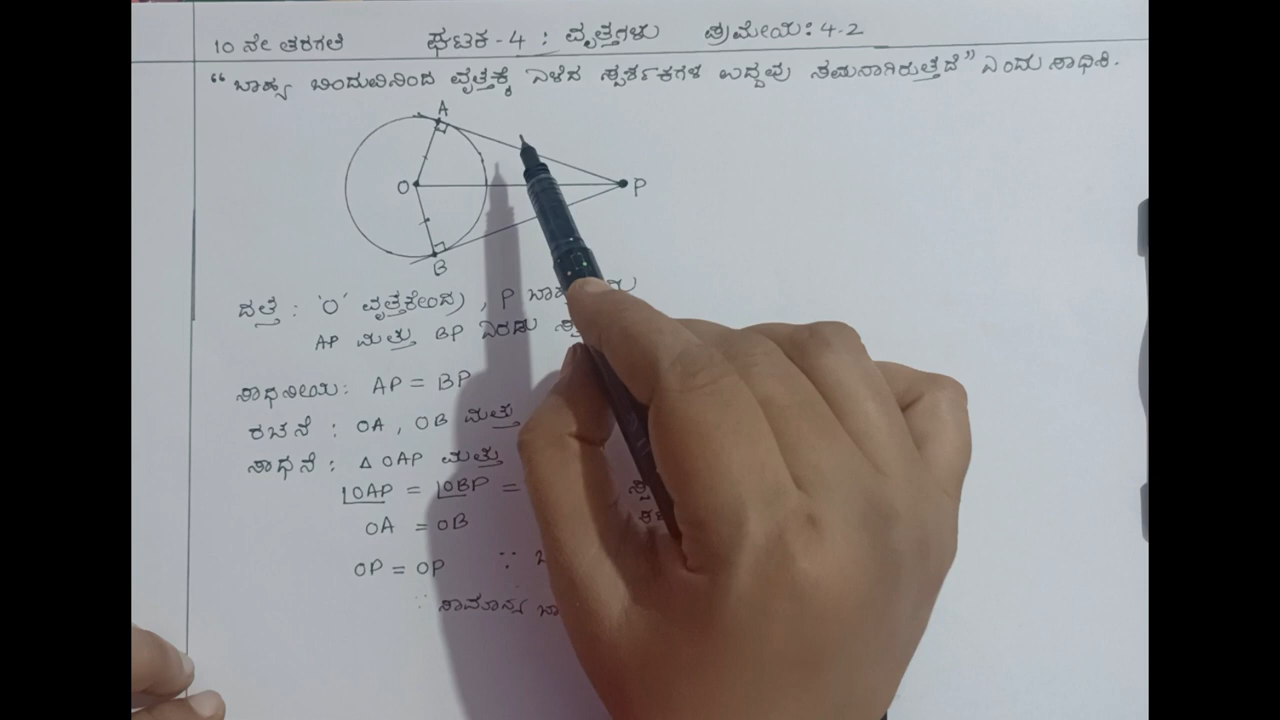 10 ನೇ ತರಗತಿ ಘಟಕ - 4 : ವೃತ್ತಗಳು ಪ್ರಮೇಯ: 4.2
“ಬಾಹ್ಯ ಬಿಂದುವಿನಿಂದ ವೃತ್ತಕ್ಕೆ ಎಳೆದ ಸ್ಪರ್ಶಕಗಳ ಉದ್ದವು ಸಮನಾಗಿರುತ್ತದೆ” ಎಂದು ಸಾಧಿಸಿ.
A
O
P
B
ದತ್ತ : 'O' ವೃತ್ತಕೇಂದ್ರ, P
AP ಮತ್ತು BP ಎರಡು
ಸಾಧನೀಯ: AP = BP
ರಚನೆ : OA, OB ಮತ್ತು
ಸಾಧನೆ : Δ OAP ಮತ್ತು
∠OAP = ∠OBP =
OA = OB
OP = OP ∵
∵ ಸಾಮಾನ್ಯ